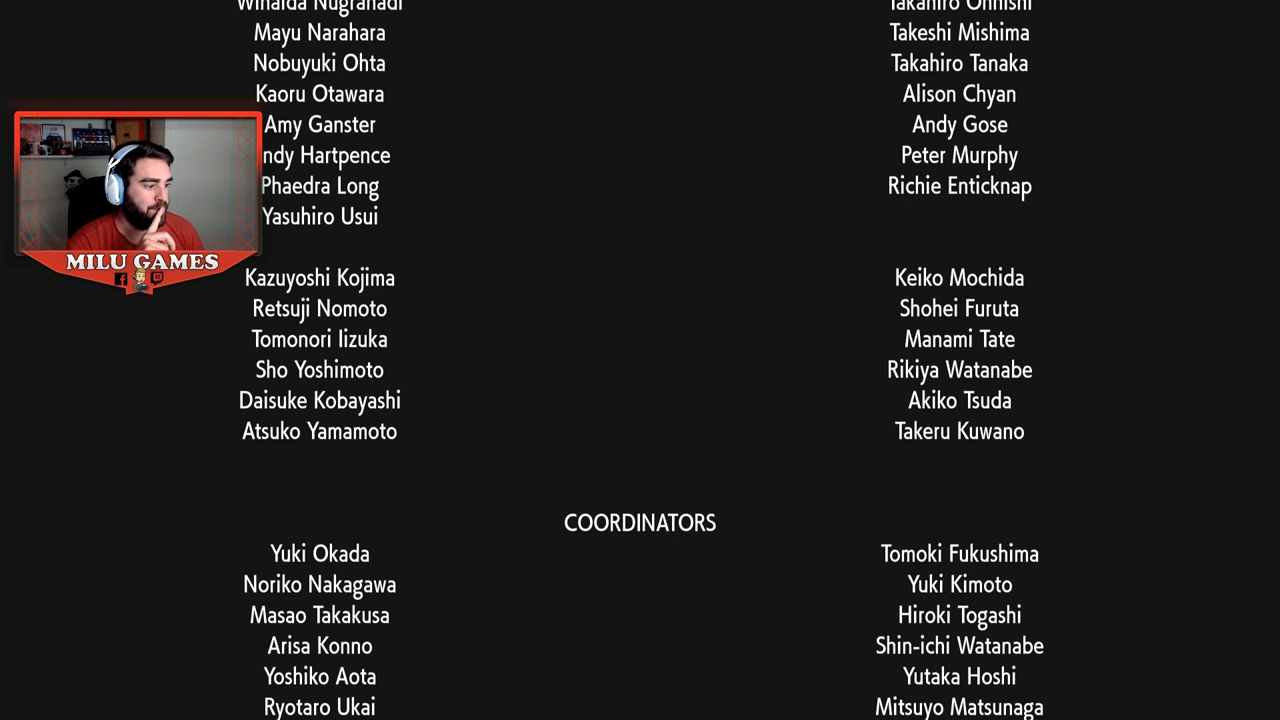 Takahiro Ohnishi
Mayu Narahara
Takeshi Mishima
Nobuyuki Ohta
Takahiro Tanaka
Kaoru Otawara
Alison Chyan
Amy Ganster
Andy Gose
Hartpence
Peter Murphy
Phaedra Long
Richie Enticknap
Yasuhiro Usui
MILU GAMES
Kazuyoshi Kojima
Keiko Mochida
Retsuji Nomoto
Shohei Furuta
Tomonori Iizuka
Manami Tate
Sho Yoshimoto
Rikiya Watanabe
Daisuke Kobayashi
Akiko Tsuda
Atsuko Yamamoto
Takeru Kuwano
COORDINATORS
Yuki Okada
Tomoki Fukushima
Noriko Nakagawa
Yuki Kimoto
Masao Takakusa
Hiroki Togashi
Arisa Konno
Shin-ichi Watanabe
Yoshiko Aota
Yutaka Hoshi
Ryotaro Ukai
Mitsuyo Matsunaga